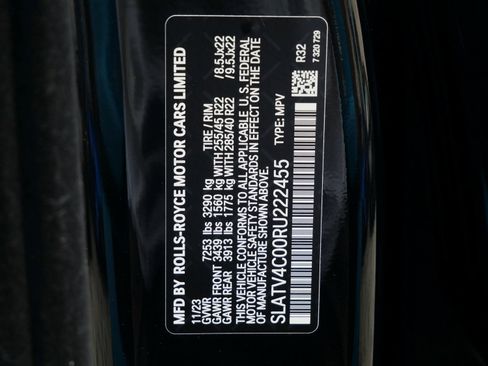 MFD BY ROLLS-ROYCE MOTOR CARS LIMITED
11/23 TIRE / RIM
GVWR 7253 lbs 3290 kg
GAWR FRONT 3439 lbs 1560 kg WITH 255/45 R22 /8.5Jx22
GAWR REAR 3913 lbs 1775 kg WITH 285/40 R22 /9.5Jx22
THIS VEHICLE CONFORMS TO ALL APPLICABLE U.S. FEDERAL
MOTOR VEHICLE SAFETY STANDARDS IN EFFECT ON THE DATE
OF MANUFACTURE SHOWN ABOVE.
SLATV4C00RU222455 TYPE: MPV
R32
7 320 729